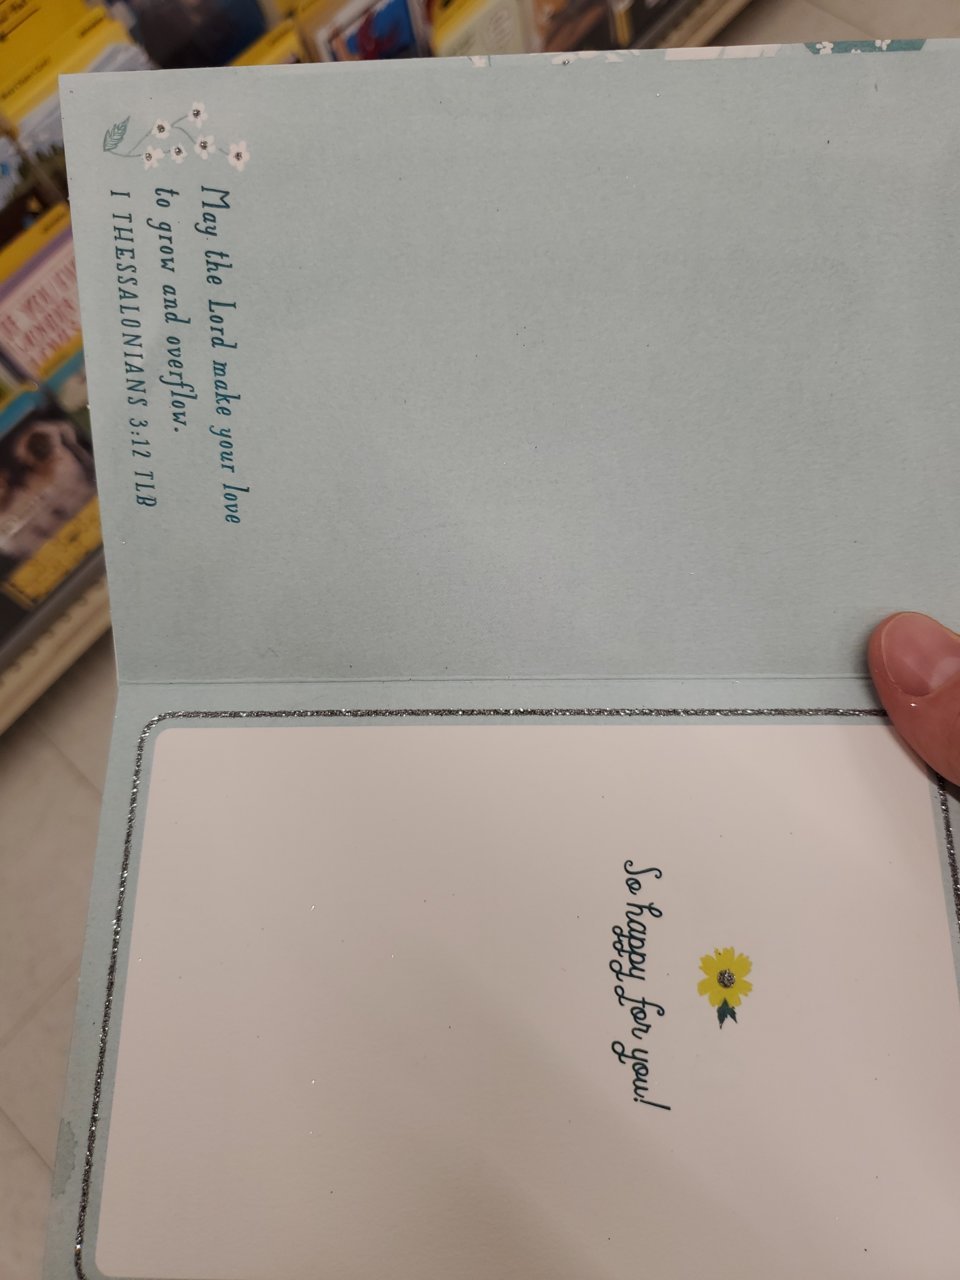 May the Lord make your love
to grow and overflow.
I THESSALONIANS 3:12 TLB
So happy for you!